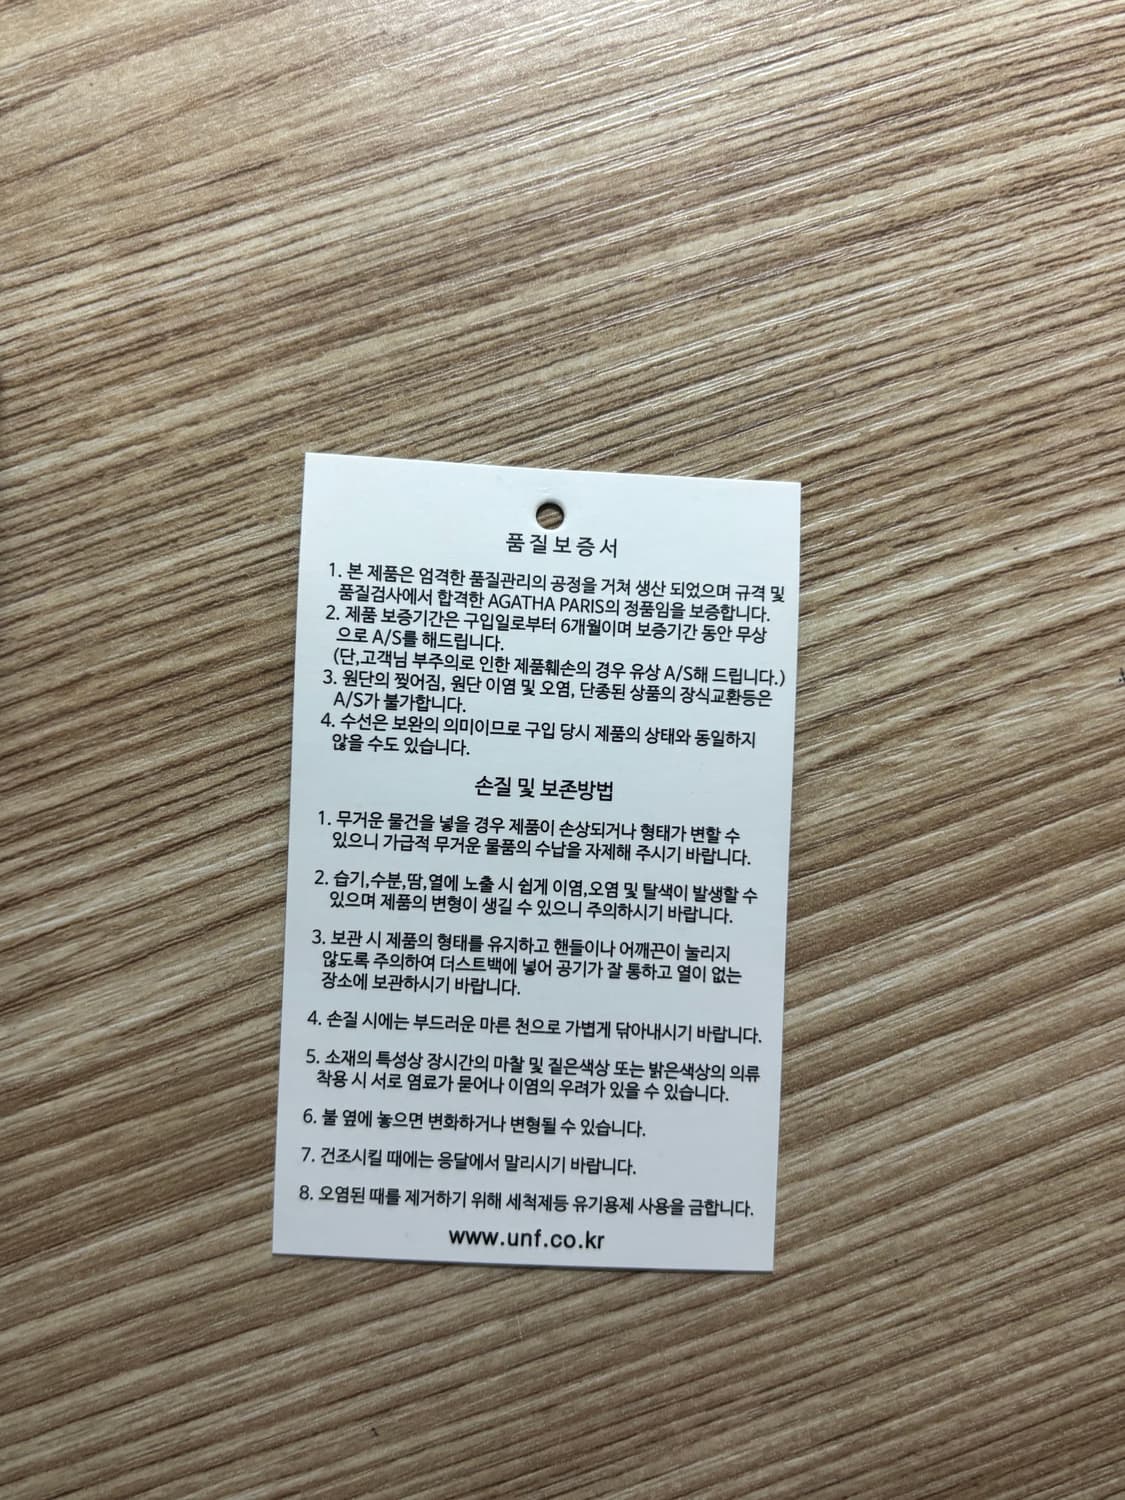 품질보증서
1. 본 제품은 엄격한 품질관리의 공정을 거쳐 생산 되었으며 규격 및
품질검사에서 합격한 AGATHA PARIS의 정품임을 보증합니다.
2. 제품 보증기간은 구입일로부터 6개월이며 보증기간 동안 무상
으로 A/S를 해드립니다.
(단,고객님 부주의로 인한 제품훼손의 경우 유상 A/S해 드립니다.)
3. 원단의 찢어짐, 원단 이염 및 오염, 단종된 상품의 장식교환등은
A/S가 불가합니다.
4. 수선은 보완의 의미이므로 구입 당시 제품의 상태와 동일하지
않을 수도 있습니다.
손질 및 보존방법
1. 무거운 물건을 넣을 경우 제품이 손상되거나 형태가 변할 수
있으니 가급적 무거운 물품의 수납을 자제해 주시기 바랍니다.
2. 습기,수분,땀,열에 노출 시 쉽게 이염,오염 및 탈색이 발생할 수
있으며 제품의 변형이 생길 수 있으니 주의하시기 바랍니다.
3. 보관 시 제품의 형태를 유지하고 핸들이나 어깨끈이 눌리지
않도록 주의하여 더스트백에 넣어 공기가 잘 통하고 열이 없는
장소에 보관하시기 바랍니다.
4. 손질 시에는 부드러운 마른 천으로 가볍게 닦아내시기 바랍니다.
5. 소재의 특성상 장시간의 마찰 및 짙은색상 또는 밝은색상의 의류
착용 시 서로 염료가 묻어나 이염의 우려가 있을 수 있습니다.
6. 불 옆에 놓으면 변화하거나 변형될 수 있습니다.
7. 건조시킬 때에는 응달에서 말리시기 바랍니다.
8. 오염된 때를 제거하기 위해 세척제등 유기용제 사용을 금합니다.
www.unf.co.kr